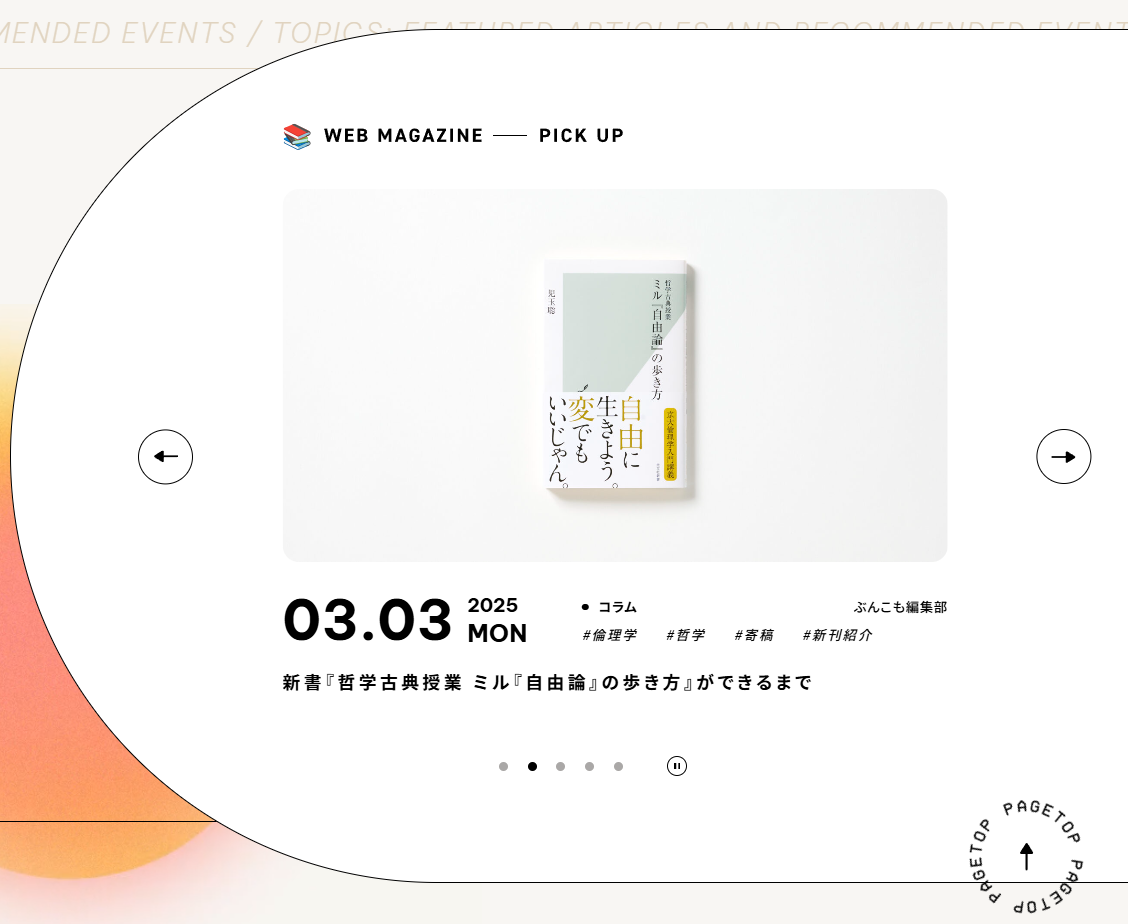 MENDED EVENTS / TOPICS: FEATURED ARTICLES AND RECOMMENDED EVENT
WEB MAGAZINE — PICK UP
哲学古典授業
ミル『自由論』の歩き方
児玉聡
自由に
生きよう。
変でも
いいじゃん。
京大倫理学入門講義
03.03
2025
MON
• コラム
ぶんこも編集部
#倫理学 #哲学 #寄稿 #新刊紹介
新書『哲学古典授業 ミル『自由論』の歩き方』ができるまで
PAGETOP PAGETOP PAGETOP